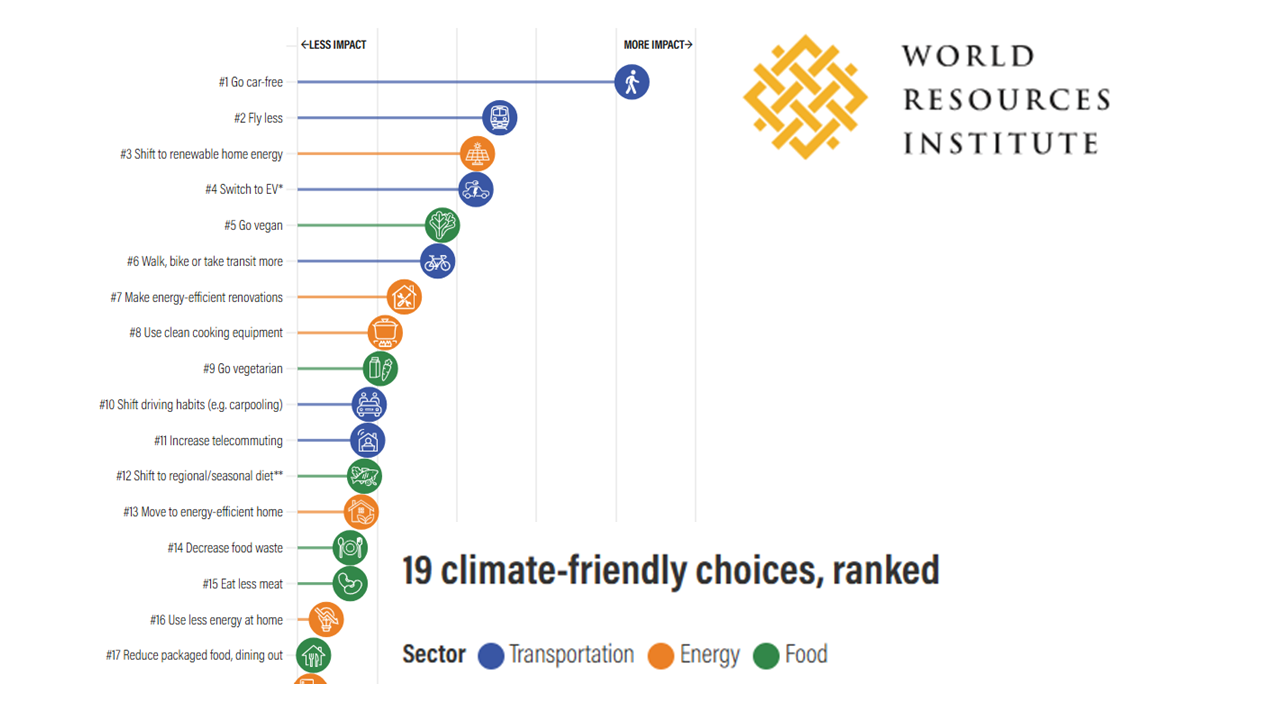 ←LESS IMPACT
MORE IMPACT→
#1 Go car-free
#2 Fly less
#3 Shift to renewable home energy
#4 Switch to EV*
#5 Go vegan
#6 Walk, bike or take transit more
#7 Make energy-efficient renovations
#8 Use clean cooking equipment
#9 Go vegetarian
#10 Shift driving habits (e.g. carpooling)
#11 Increase telecommuting
#12 Shift to regional/seasonal diet**
#13 Move to energy-efficient home
#14 Decrease food waste
#15 Eat less meat
#16 Use less energy at home
#17 Reduce packaged food, dining out
WORLD
RESOURCES
INSTITUTE
19 climate-friendly choices, ranked
Sector Transportation Energy Food